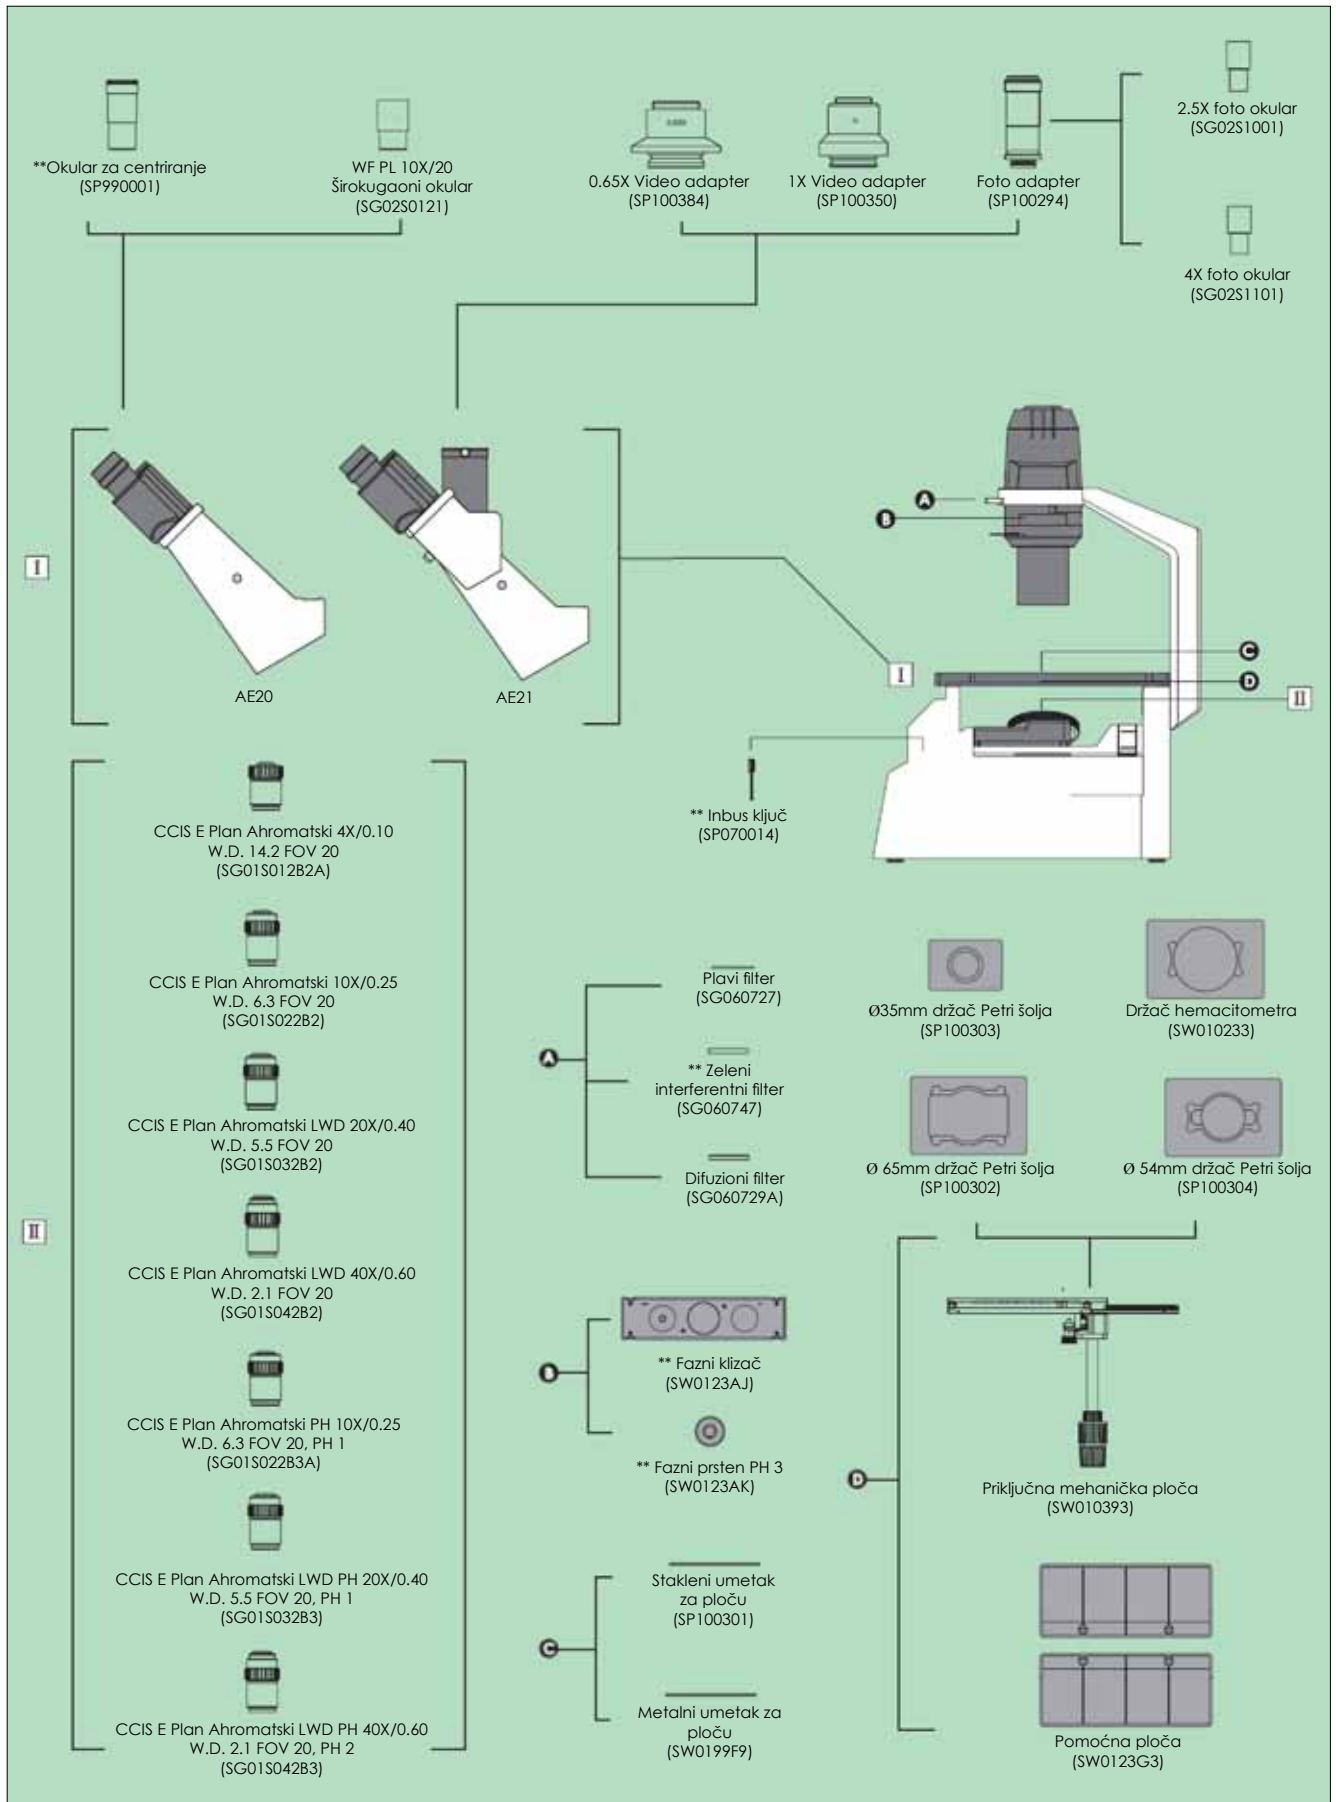 **Okular za centriranje
(SP990001)
WF PL 10X/20
Širokugaoni okular
(SG02S0121)
0.65X Video adapter
(SP100384)
1X Video adapter
(SP100350)
Foto adapter
(SP100294)
2.5X foto okular
(SG02S1001)
4X foto okular
(SG02S1101)
I
AE20
AE21
A
B
I
C
D
II
** Inbus ključ
(SP070014)
II
CCIS E Plan Ahromatski 4X/0.10
W.D. 14.2 FOV 20
(SG01S012B2A)
CCIS E Plan Ahromatski 10X/0.25
W.D. 6.3 FOV 20
(SG01S022B2)
CCIS E Plan Ahromatski LWD 20X/0.40
W.D. 5.5 FOV 20
(SG01S032B2)
CCIS E Plan Ahromatski LWD 40X/0.60
W.D. 2.1 FOV 20
(SG01S042B2)
CCIS E Plan Ahromatski PH 10X/0.25
W.D. 6.3 FOV 20, PH 1
(SG01S022B3A)
CCIS E Plan Ahromatski LWD PH 20X/0.40
W.D. 5.5 FOV 20, PH 1
(SG01S032B3)
CCIS E Plan Ahromatski LWD PH 40X/0.60
W.D. 2.1 FOV 20, PH 2
(SG01S042B3)
A
Plavi filter
(SG060727)
** Zeleni
interferentni filter
(SG060747)
Difuzioni filter
(SG060729A)
B
** Fazni klizač
(SW0123AJ)
** Fazni prsten PH 3
(SW0123AK)
C
Stakleni umetak
za ploču
(SP100301)
Metalni umetak za
ploču
(SW0199F9)
Ø35mm držač Petri šolja
(SP100303)
Držač hemacitometra
(SW010233)
Ø 65mm držač Petri šolja
(SP100302)
Ø 54mm držač Petri šolja
(SP100304)
D
Priključna mehanička ploča
(SW010393)
Pomoćna ploča
(SW0123G3)